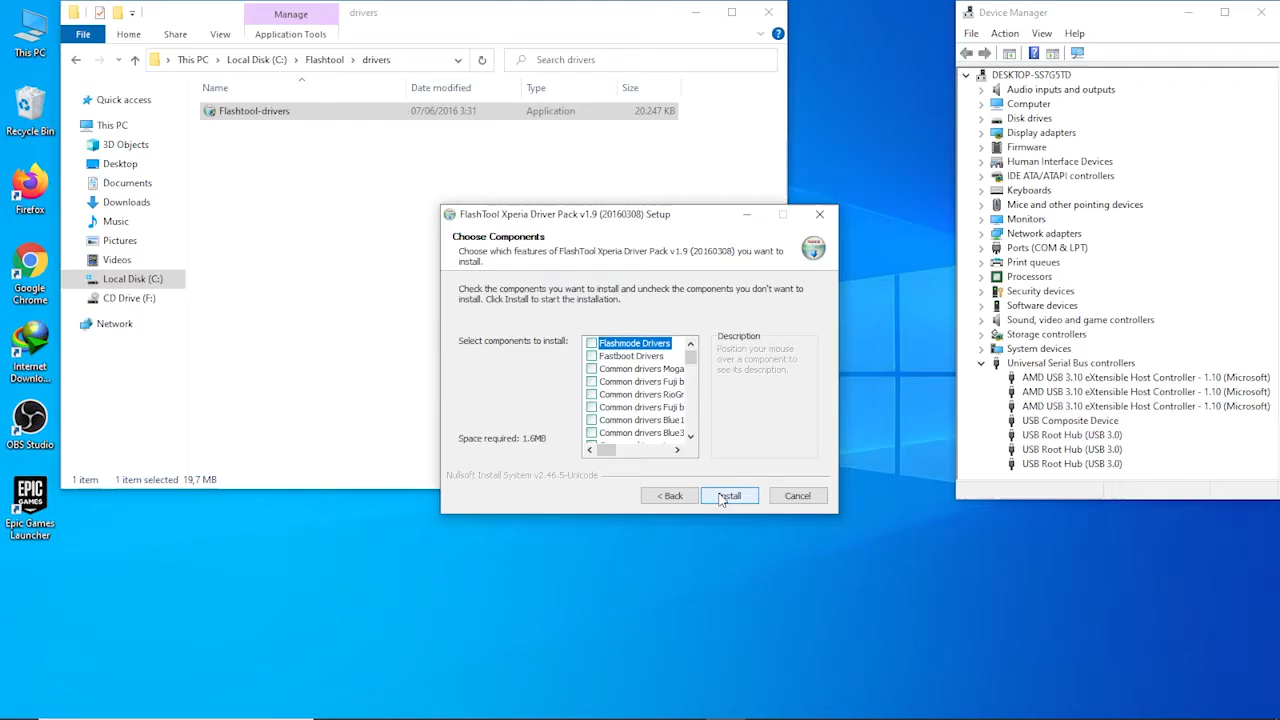 This PC
Recycle Bin
Firefox
Google
Chrome
Internet
Downlo...
OBS Studio
Epic Games
Launcher
Manage
drivers
File
Home
Share
View
Application Tools
This PC
Local Disk (C:)
Flashtool
drivers
Search drivers
Name
Date modified
Type
Size
Flashtool-drivers
07/06/2016 3:31
Application
20.247 KB
Quick access
This PC
3D Objects
Desktop
Documents
Downloads
Music
Pictures
Videos
Local Disk (C:)
CD Drive (F:)
Network
1 item
1 item selected 19,7 MB
FlashTool Xperia Driver Pack v1.9 (20160308) Setup
Choose Components
Choose which features of FlashTool Xperia Driver Pack v1.9 (20160308) you want to
install.
Check the components you want to install and uncheck the components you don't want to
install. Click Install to start the installation.
Select components to install:
Flashmode Drivers
Fastboot Drivers
Common drivers Moga
Common drivers Fuji b
Common drivers RioGr
Common drivers Fuji b
Common drivers Blue1
Common drivers Blue3
Description
Position your mouse
over a component to
see its description.
Space required: 1.6MB
Nullsoft Install System v2.46.5-Unicode
< Back
Install
Cancel
Device Manager
File
Action
View
Help
DESKTOP-SS7G5TD
Audio inputs and outputs
Computer
Disk drives
Display adapters
Firmware
Human Interface Devices
IDE ATA/ATAPI controllers
Keyboards
Mice and other pointing devices
Monitors
Network adapters
Ports (COM & LPT)
Print queues
Processors
Security devices
Software devices
Sound, video and game controllers
Storage controllers
System devices
Universal Serial Bus controllers
AMD USB 3.10 eXtensible Host Controller - 1.10 (Microsoft)
AMD USB 3.10 eXtensible Host Controller - 1.10 (Microsoft)
AMD USB 3.10 eXtensible Host Controller - 1.10 (Microsoft)
USB Composite Device
USB Root Hub (USB 3.0)
USB Root Hub (USB 3.0)
USB Root Hub (USB 3.0)